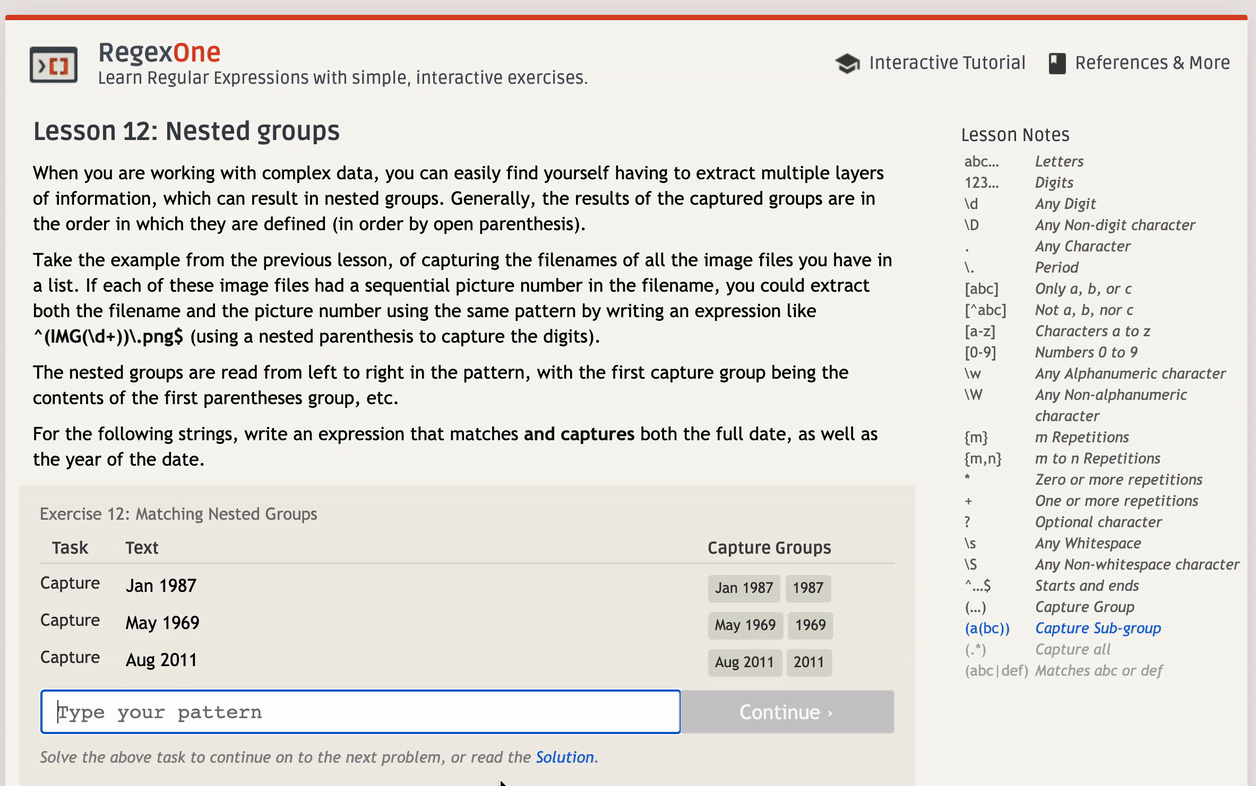 RegexOne
Learn Regular Expressions with simple, interactive exercises.
Interactive Tutorial
References & More
Lesson 12: Nested groups
When you are working with complex data, you can easily find yourself having to extract multiple layers
of information, which can result in nested groups. Generally, the results of the captured groups are in
the order in which they are defined (in order by open parenthesis).
Take the example from the previous lesson, of capturing the filenames of all the image files you have in
a list. If each of these image files had a sequential picture number in the filename, you could extract
both the filename and the picture number using the same pattern by writing an expression like
^(IMG(\d+))\.png$ (using a nested parenthesis to capture the digits).
The nested groups are read from left to right in the pattern, with the first capture group being the
contents of the first parentheses group, etc.
For the following strings, write an expression that matches and captures both the full date, as well as
the year of the date.
Exercise 12: Matching Nested Groups
Task Text Capture Groups
Capture Jan 1987 Jan 1987 1987
Capture May 1969 May 1969 1969
Capture Aug 2011 Aug 2011 2011
Type your pattern
Continue ›
Solve the above task to continue on to the next problem, or read the Solution.
Lesson Notes
abc… Letters
123… Digits
\d Any Digit
\D Any Non-digit character
. Any Character
\. Period
[abc] Only a, b, or c
[^abc] Not a, b, nor c
[a-z] Characters a to z
[0-9] Numbers 0 to 9
\w Any Alphanumeric character
\W Any Non-alphanumeric
character
{m} m Repetitions
{m,n} m to n Repetitions
* Zero or more repetitions
+ One or more repetitions
? Optional character
\s Any Whitespace
\S Any Non-whitespace character
^…$ Starts and ends
(…) Capture Group
(a(bc)) Capture Sub-group
(.*) Capture all
(abc|def) Matches abc or def